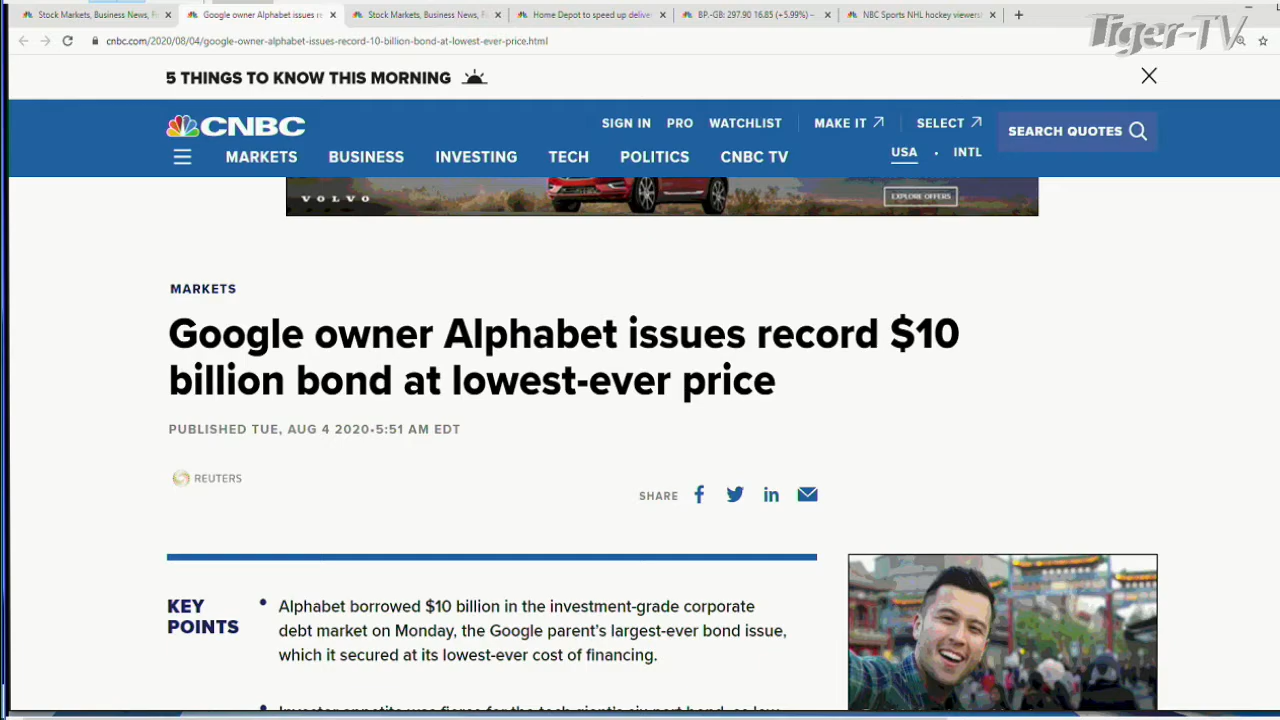 Stock Markets, Business News, F
Google owner Alphabet issues re
Stock Markets, Business News, F
Home Depot to speed up deliver
BP.-GB: 297.90 16.85 (+5.99%) –
NBC Sports NHL hockey viewers
Tiger-TV
cnbc.com/2020/08/04/google-owner-alphabet-issues-record-10-billion-bond-at-lowest-ever-price.html
5 THINGS TO KNOW THIS MORNING
CNBC
SIGN IN PRO WATCHLIST MAKE IT SELECT
SEARCH QUOTES
USA · INTL
MARKETS BUSINESS INVESTING TECH POLITICS CNBC TV
VOLVO
EXPLORE OFFERS
MARKETS
Google owner Alphabet issues record $10
billion bond at lowest-ever price
PUBLISHED TUE, AUG 4 2020•5:51 AM EDT
REUTERS
SHARE
KEY
POINTS
• Alphabet borrowed $10 billion in the investment-grade corporate
debt market on Monday, the Google parent's largest-ever bond issue,
which it secured at its lowest-ever cost of financing.